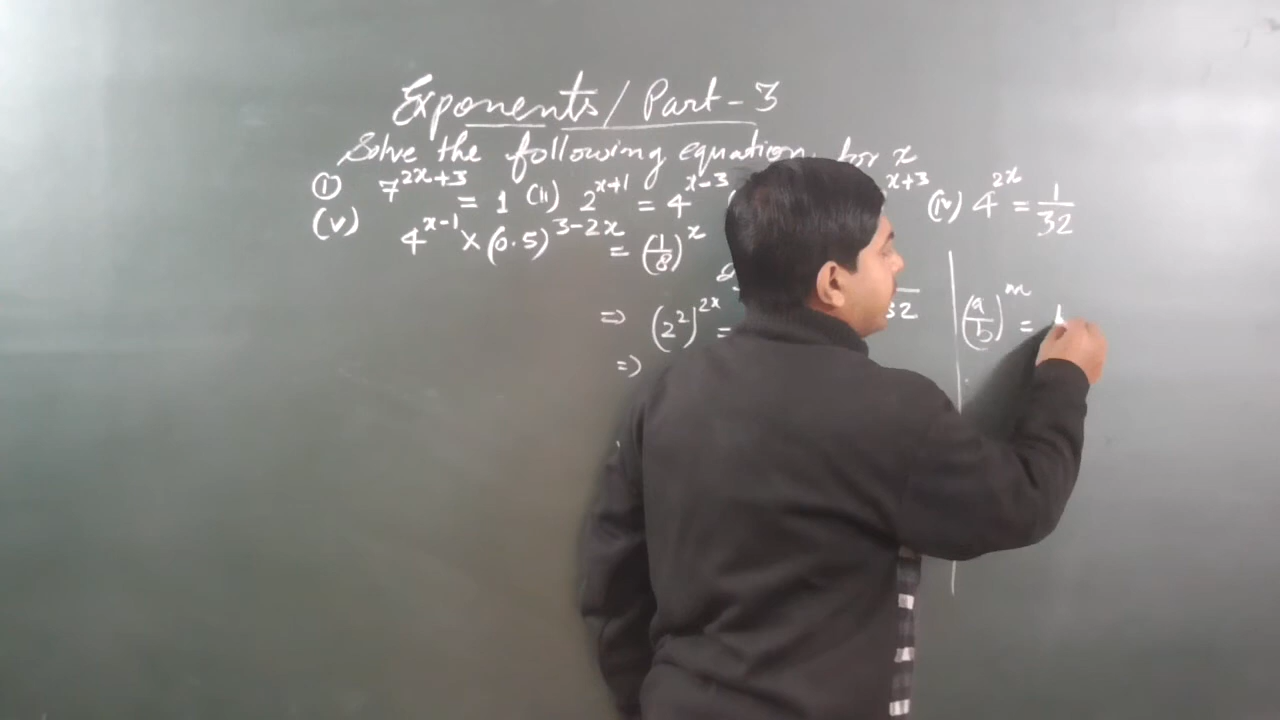 Exponents/Part-3
Solve the following equation for x
(i) 7^{2x+3} = 1 (ii) 2^{x+1} = 4^{x-3} ( ^{x+3} (iv) 4^{2x} = 1/32
(v) 4^{x-1} × (0.5)^{3-2x} = (1/8)^x
⇒ (2^2)^{2x} = 32 (a/b)^m =
⇒